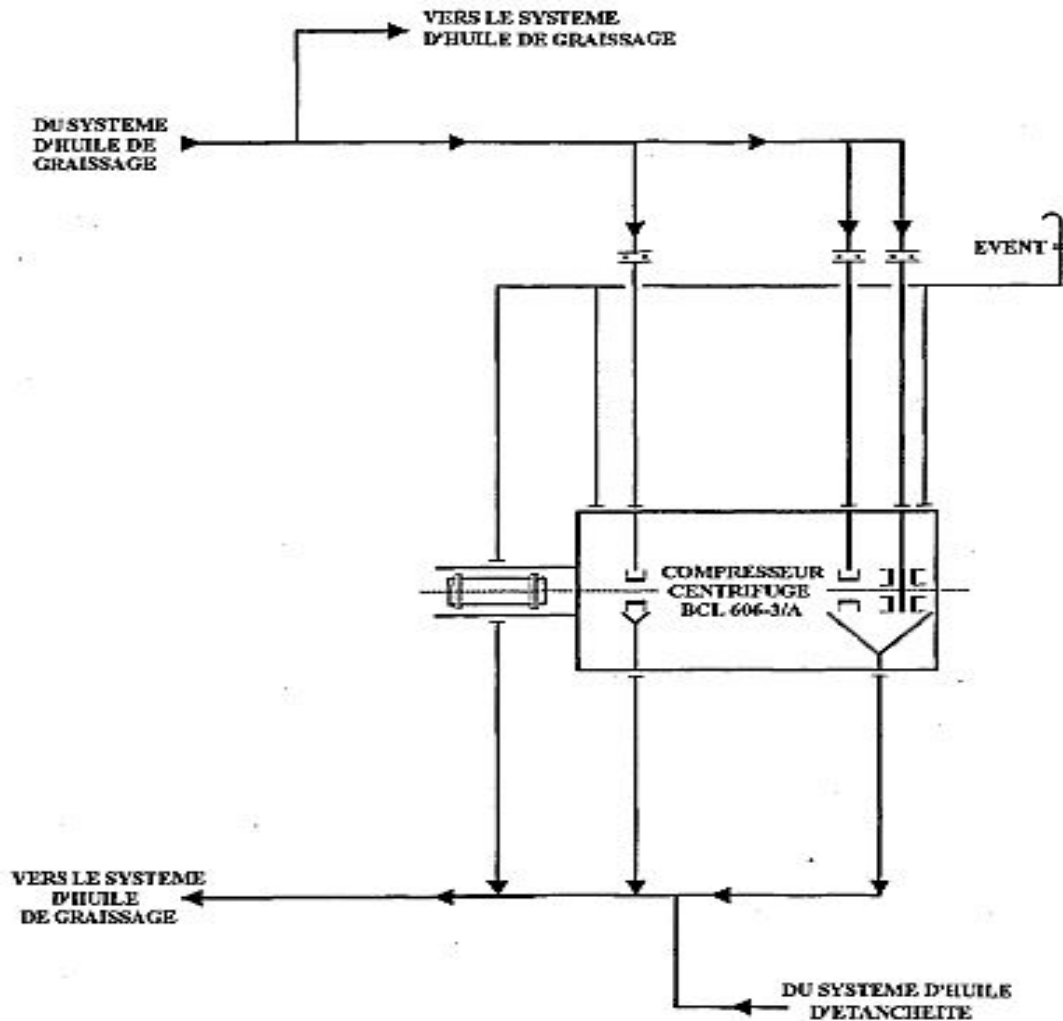 VERS LE SYSTEME
D'HUILE DE GRAISSAGE
DU SYSTEME
D'HUILE DE
GRAISSAGE
EVENT
COMPRESSEUR
CENTRIFUGE
BCL 606-3/A
VERS LE SYSTEME
D'HUILE
DE GRAISSAGE
DU SYSTEME D'HUILE
D'ETANCHEITE